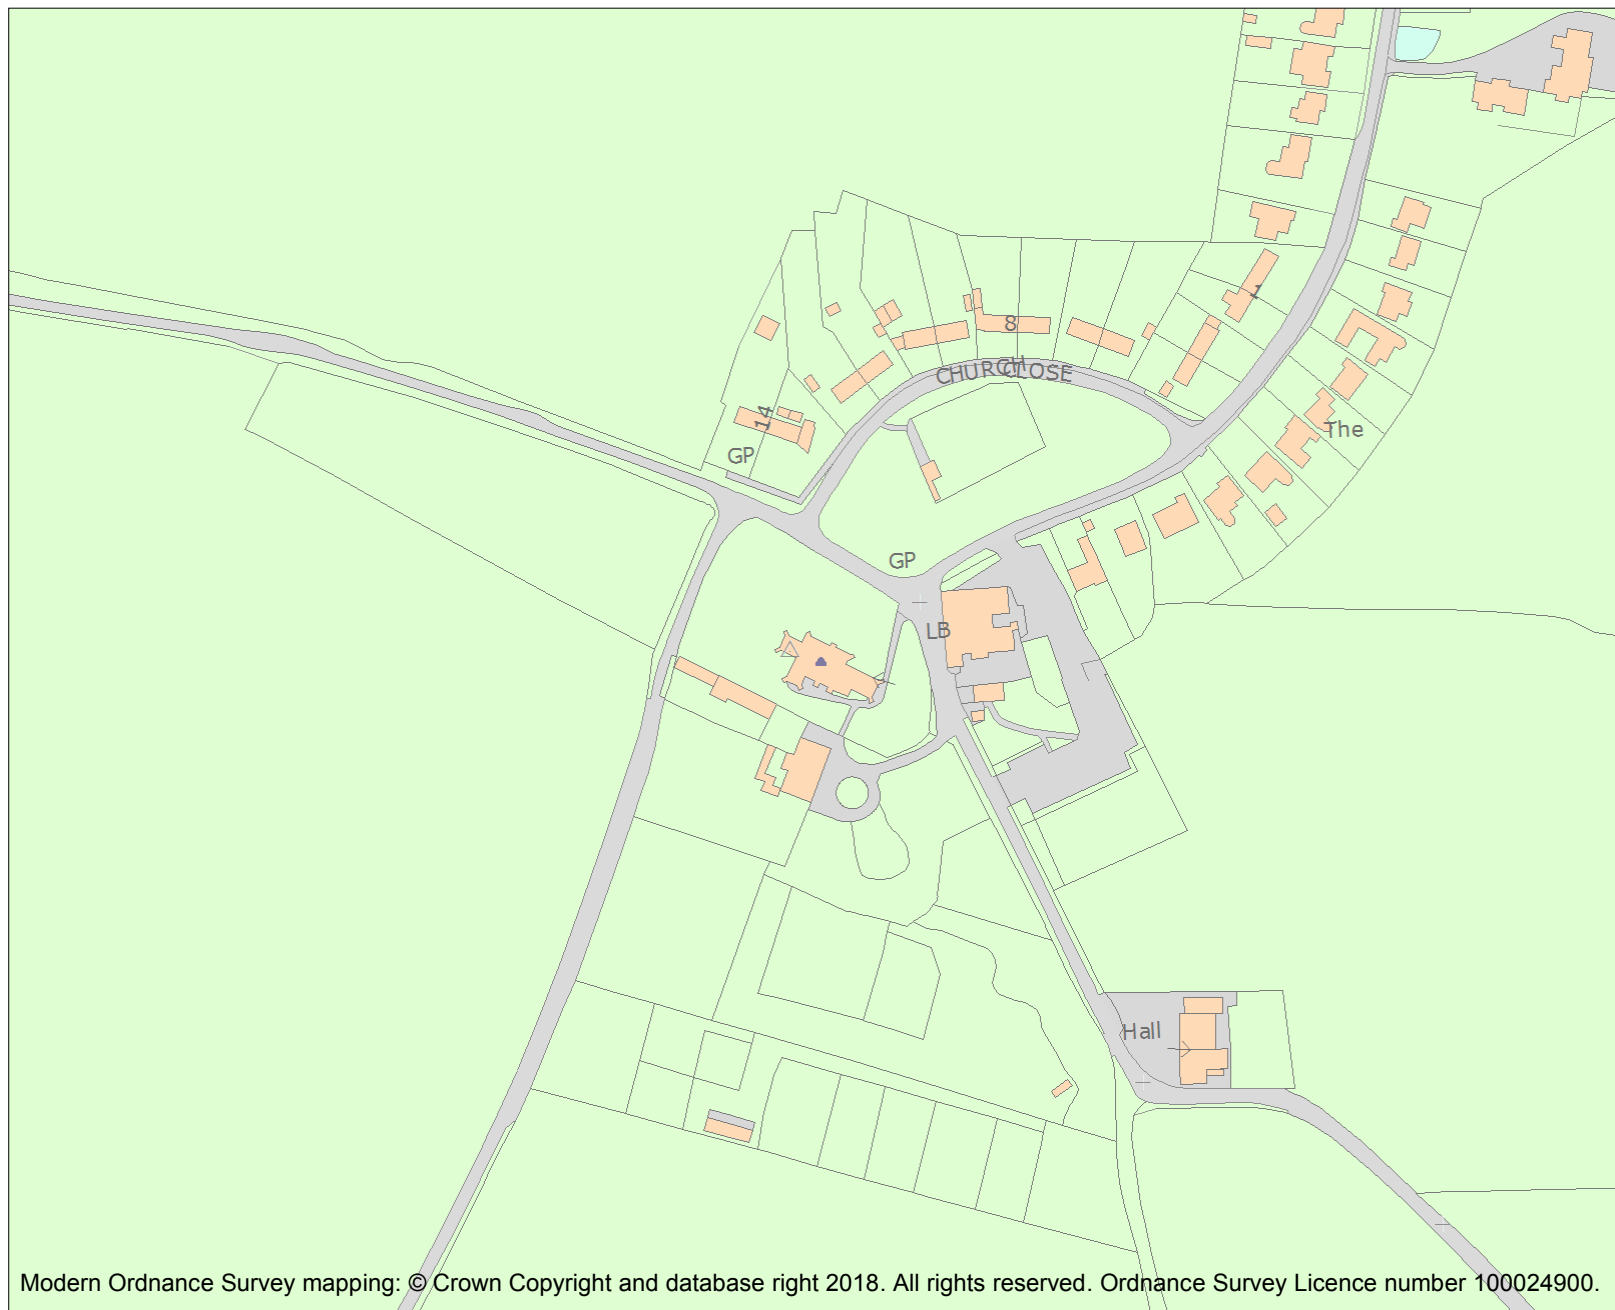 1
8
CHURCH CLOSE
14
The
GP
GP
LB
Hall
Modern Ordnance Survey mapping: © Crown Copyright and database right 2018. All rights reserved. Ordnance Survey Licence number 100024900.